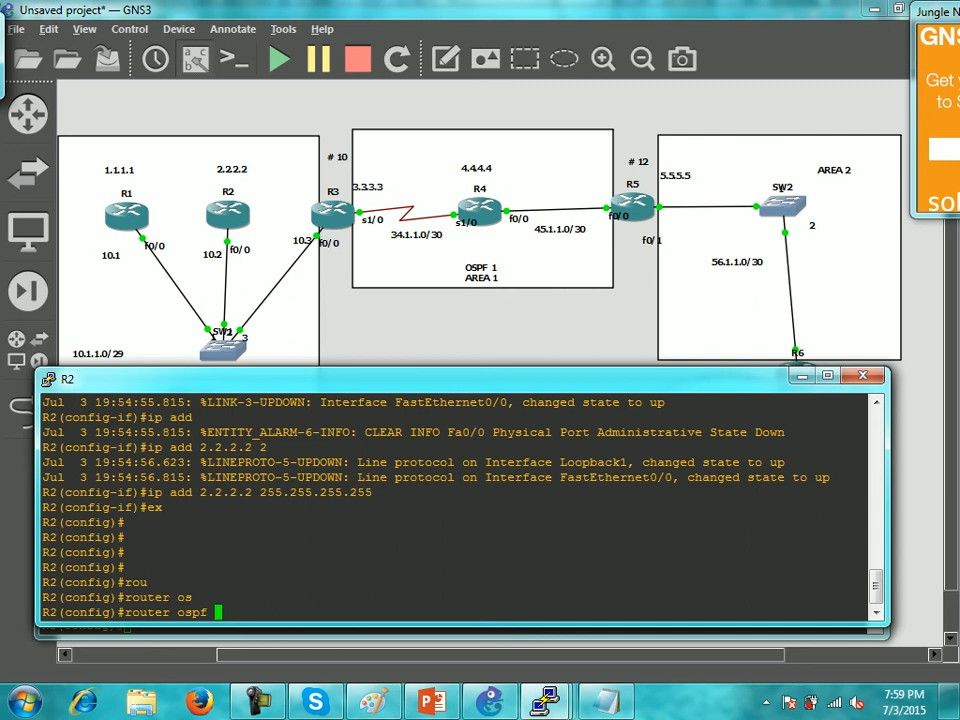 Unsaved project* — GNS3
Jungle N
File Edit View Control Device Annotate Tools Help
GNS
Get y
to S
sol
# 10
# 12
1.1.1.1
2.2.2.2
4.4.4.4
AREA 2
R1
R2
R3
3.3.3.3
R4
R5
5.5.5.5
SW2
f0/0
f0/0
f0/0
s1/0
s1/0
f0/0
f0/0
f0/1
2
10.1
10.2
10.3
34.1.1.0/30
45.1.1.0/30
56.1.1.0/30
OSPF 1
AREA 1
3
10.1.1.0/29
R6
R2
Jul 3 19:54:55.815: %LINK-3-UPDOWN: Interface FastEthernet0/0, changed state to up
R2(config-if)#ip add
Jul 3 19:54:55.815: %ENTITY_ALARM-6-INFO: CLEAR INFO Fa0/0 Physical Port Administrative State Down
R2(config-if)#ip add 2.2.2.2 2
Jul 3 19:54:56.623: %LINEPROTO-5-UPDOWN: Line protocol on Interface Loopback1, changed state to up
Jul 3 19:54:56.815: %LINEPROTO-5-UPDOWN: Line protocol on Interface FastEthernet0/0, changed state to up
R2(config-if)#ip add 2.2.2.2 255.255.255.255
R2(config-if)#ex
R2(config)#
R2(config)#
R2(config)#
R2(config)#
R2(config)#rou
R2(config)#router os
R2(config)#router ospf
7:59 PM
7/3/2015